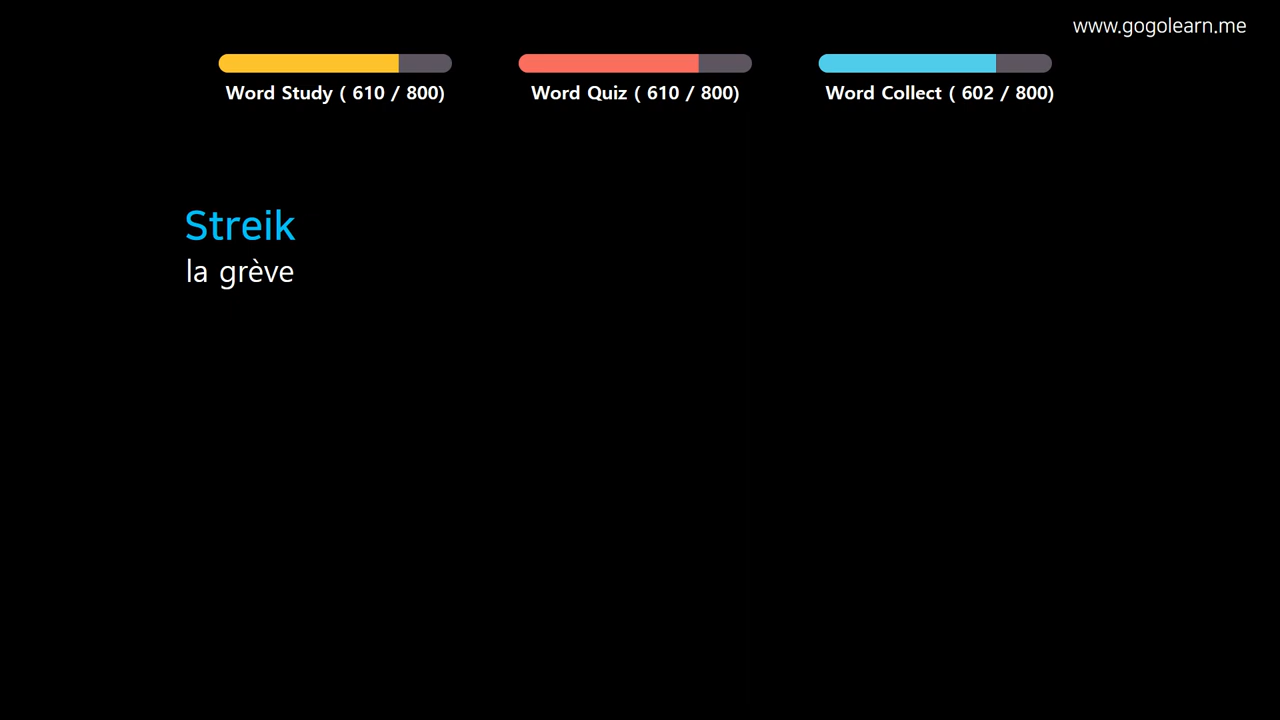 www.gogolearn.me
Word Study ( 610 / 800)
Word Quiz ( 610 / 800)
Word Collect ( 602 / 800)
Streik
la grève